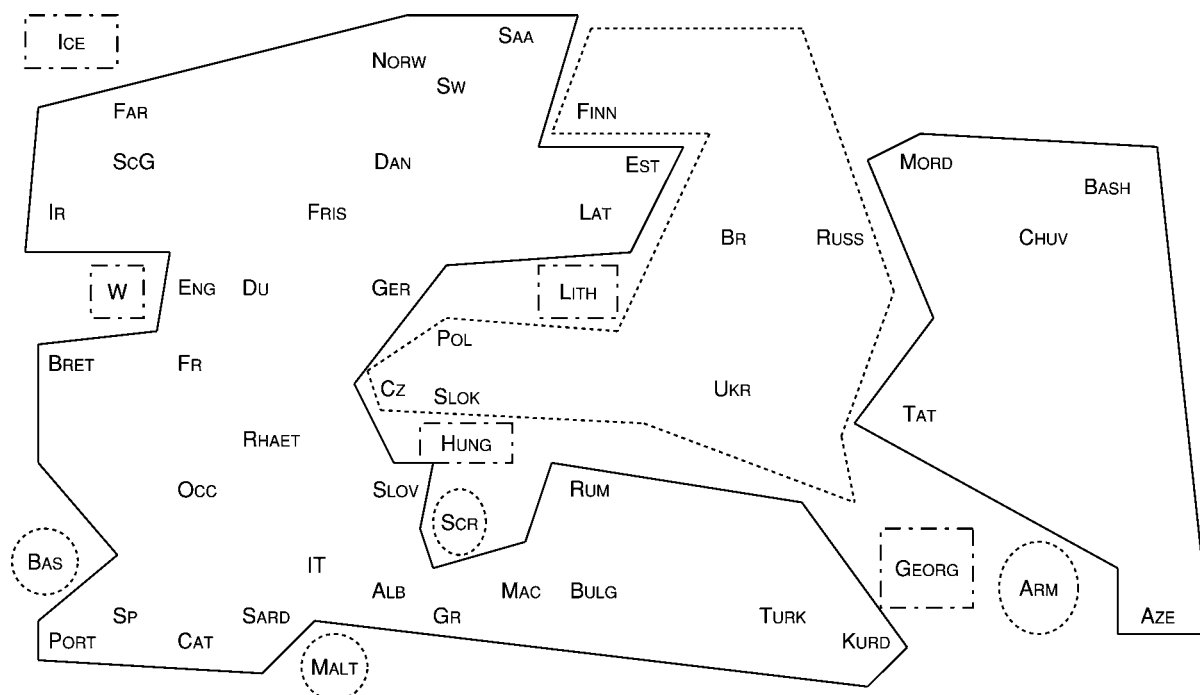 ICE
SAA
NORW
SW
FAR
FINN
SCG
DAN
EST
MORD
BASH
IR
FRIS
LAT
BR
RUSS
CHUV
W
ENG
DU
GER
LITH
POL
BRET
FR
CZ
SLOK
UKR
TAT
RHAET
HUNG
OCC
SLOV
RUM
SCR
BAS
IT
GEORG
ARM
ALB
MAC
BULG
SP
SARD
GR
TURK
AZE
PORT
CAT
KURD
MALT